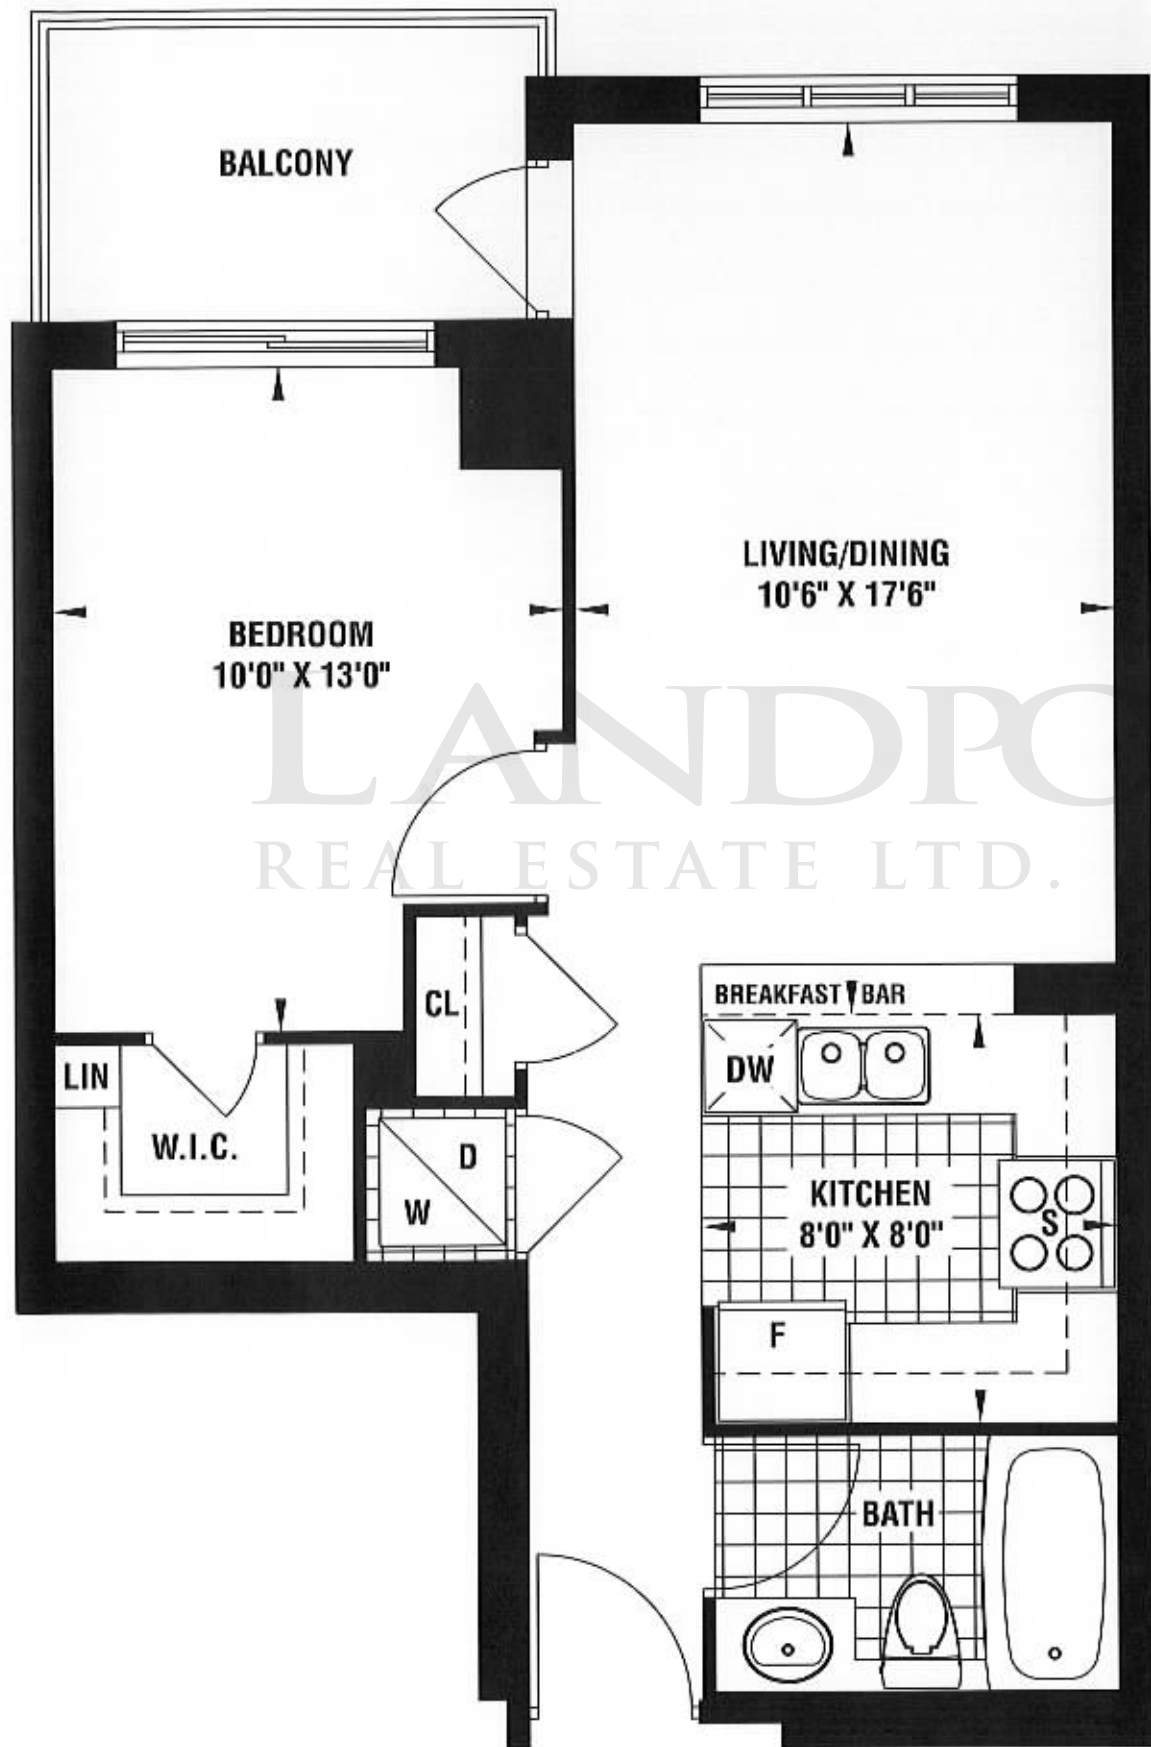 BALCONY
LIVING/DINING
10'6" X 17'6"
BEDROOM
10'0" X 13'0"
LANDPO
REAL ESTATE LTD.
BREAKFAST BAR
CL
DW
LIN
W.I.C.
D
W
KITCHEN
8'0" X 8'0"
S
F
BATH